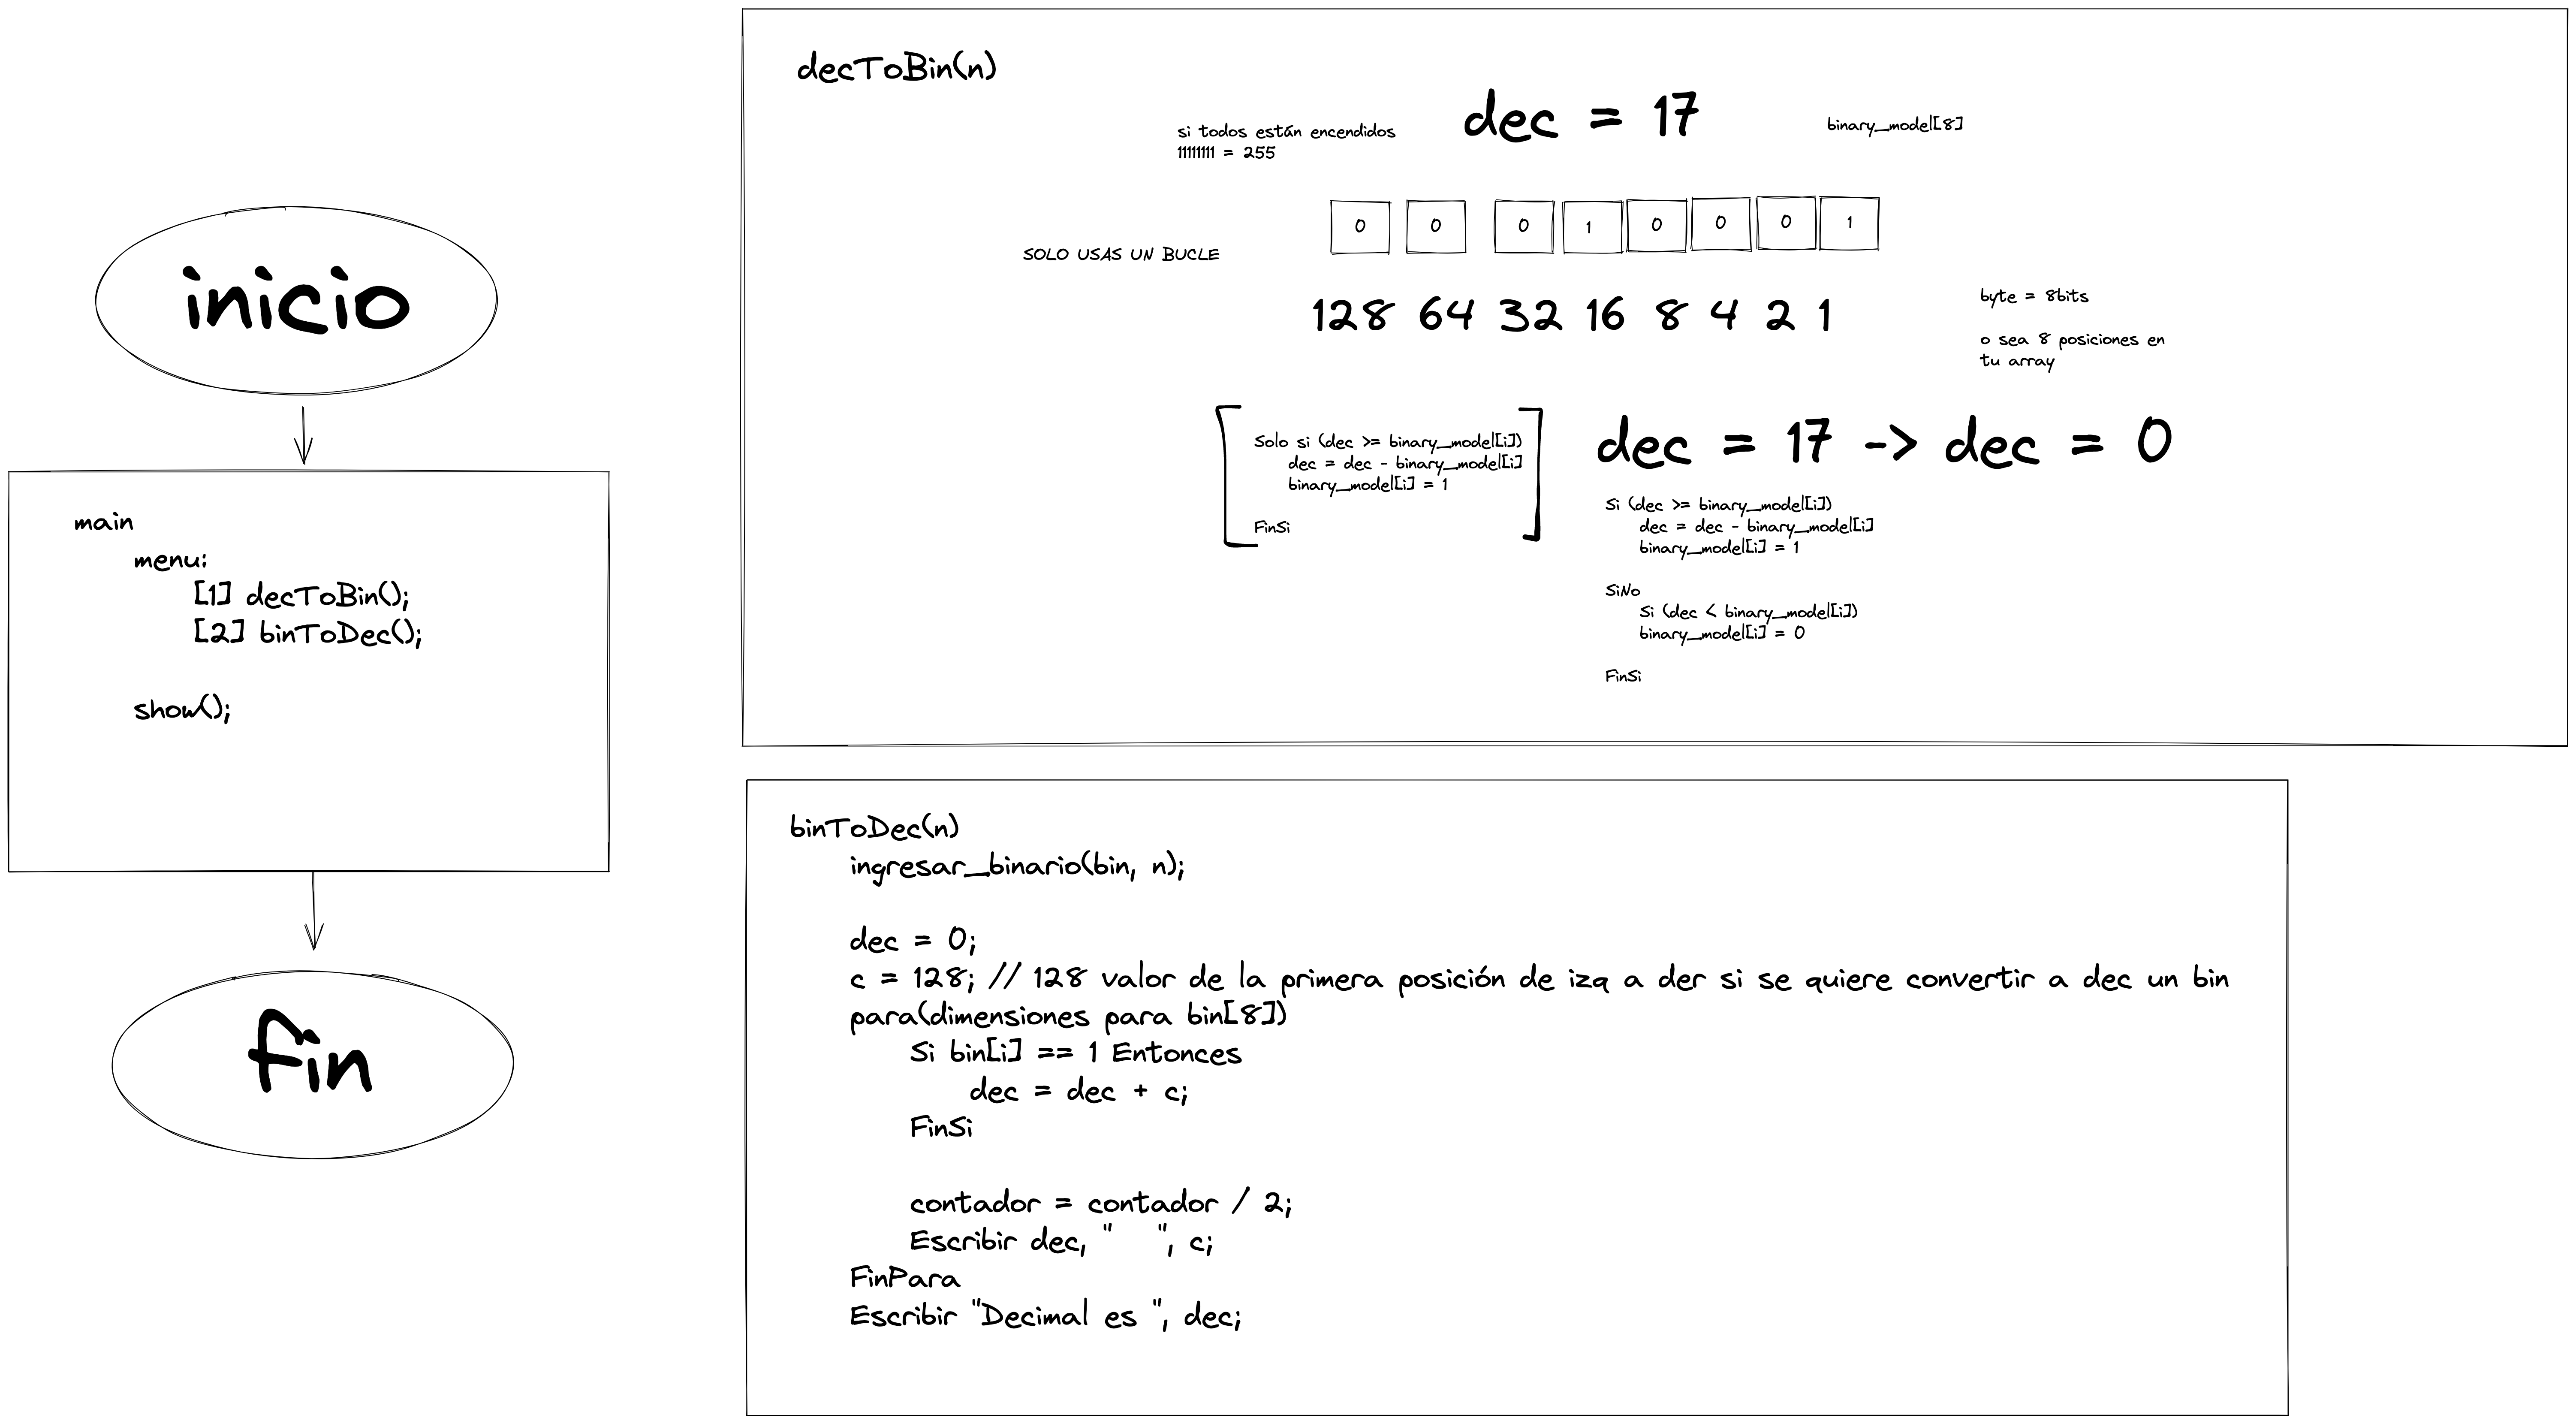 inicio
main
menu:
[1] decToBin();
[2] binToDec();
show();
fin
decToBin(n)
si todos están encendidos
11111111 = 255
dec = 17
binary_model[8]
0 0 0 1 0 0 0 1
SOLO USAS UN BUCLE
128 64 32 16 8 4 2 1
byte = 8bits
o sea 8 posiciones en
tu array
Solo si (dec >= binary_model[i])
dec = dec - binary_model[i]
binary_model[i] = 1
FinSi
dec = 17 -> dec = 0
Si (dec >= binary_model[i])
dec = dec - binary_model[i]
binary_model[i] = 1
SiNo
Si (dec < binary_model[i])
binary_model[i] = 0
FinSi
binToDec(n)
ingresar_binario(bin, n);
dec = 0;
c = 128; // 128 valor de la primera posición de izq a der si se quiere convertir a dec un bin
para(dimensiones para bin[8])
Si bin[i] == 1 Entonces
dec = dec + c;
FinSi
contador = contador / 2;
Escribir dec, "   ", c;
FinPara
Escribir "Decimal es ", dec;